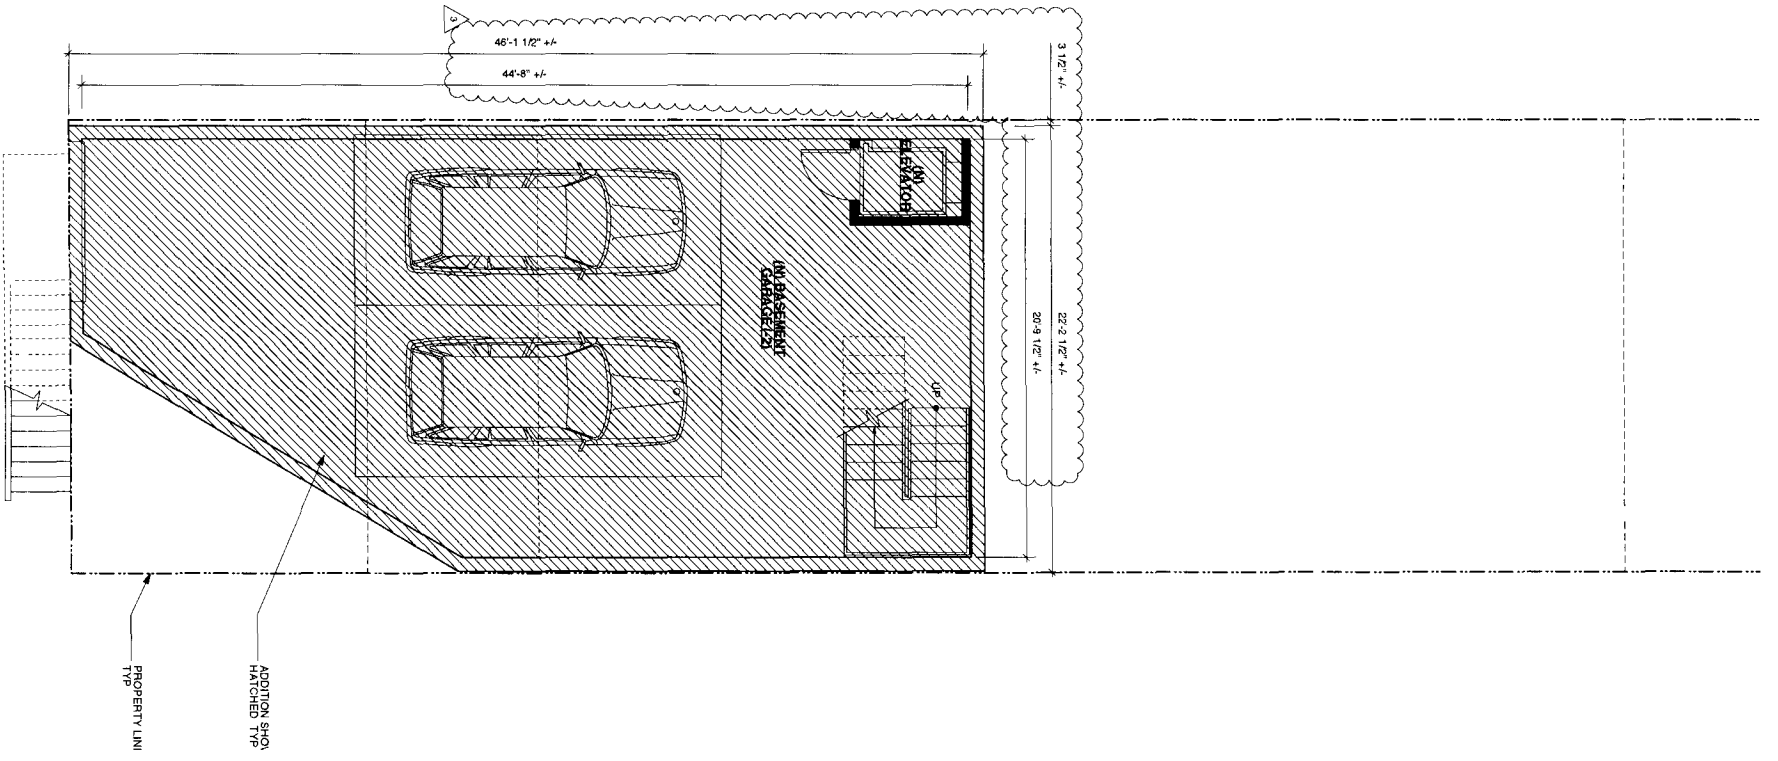 3
46'-1 1/2" +/-
44'-8" +/-
3 1/2" +/-
22'-2 1/2" +/-
20'-9 1/2" +/-
(N)
ELEVATOR
(N) BASEMENT
GARAGE (-2)
UP
ADDITION SHOW
HATCHED TYP
PROPERTY LINE
TYP